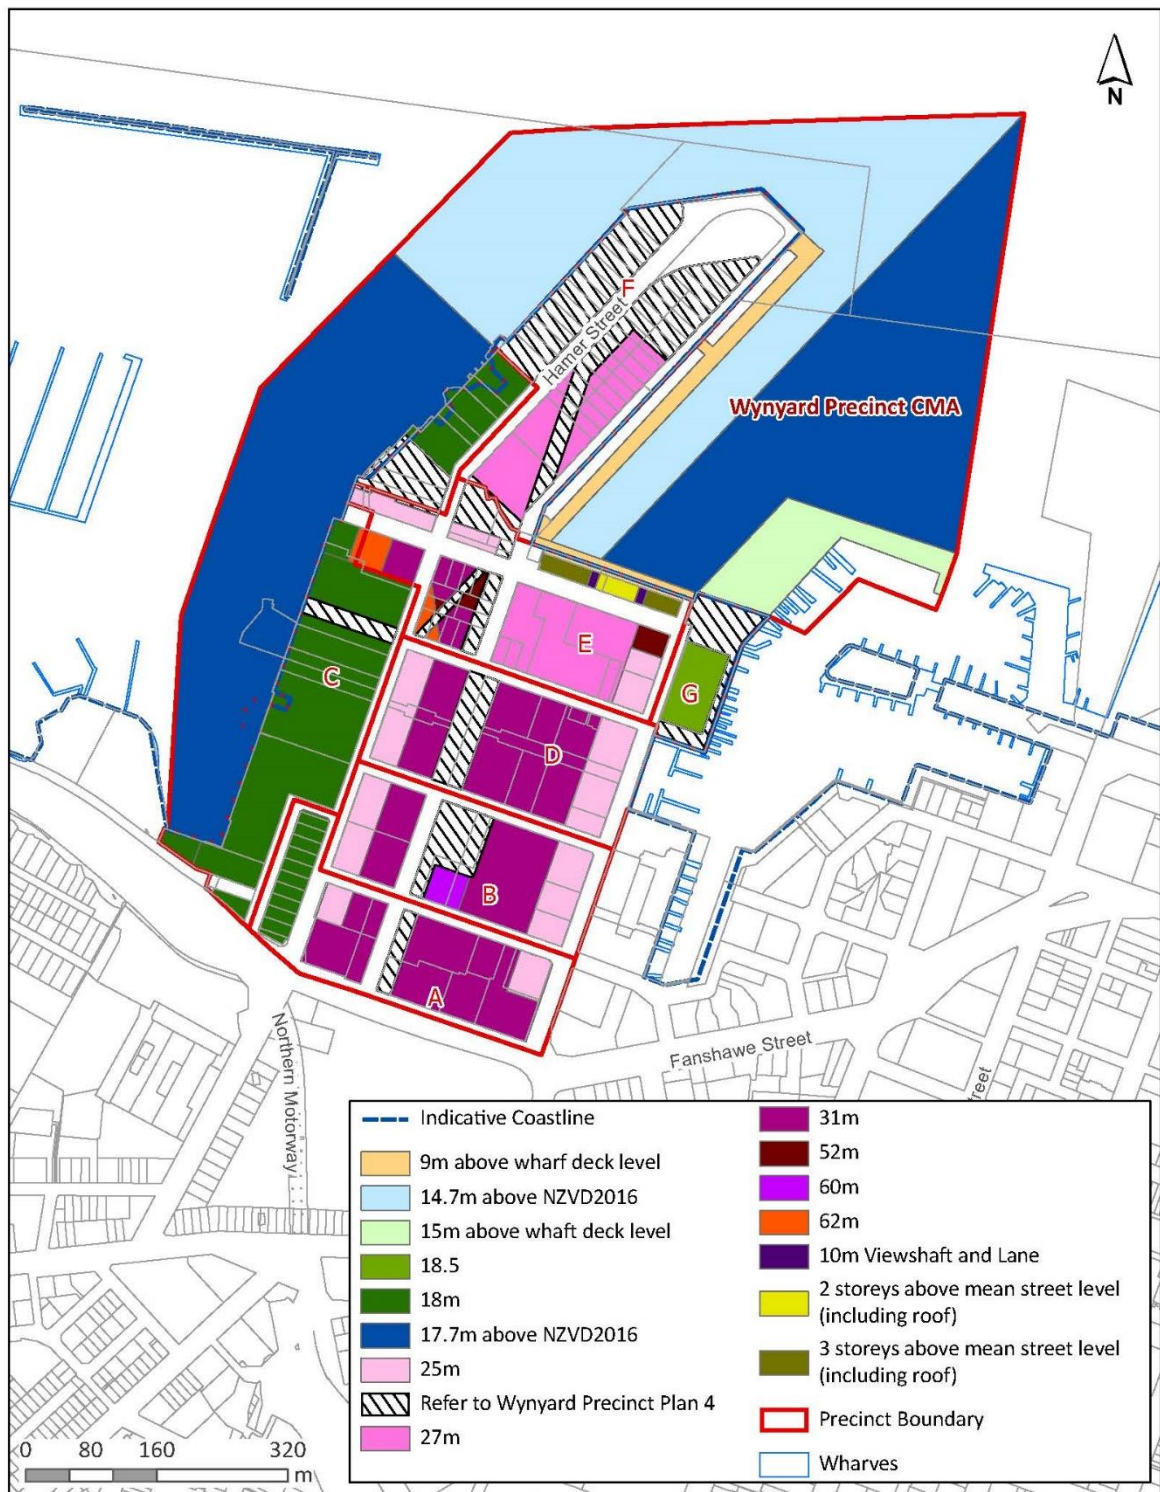 N
F
Hamer Street
Wynyard Precinct CMA
E
C
G
D
B
A
Northern Motorway
Fanshawe Street
street
Indicative Coastline
9m above wharf deck level
14.7m above NZVD2016
15m above whaft deck level
18.5
18m
17.7m above NZVD2016
25m
Refer to Wynyard Precinct Plan 4
27m
31m
52m
60m
62m
10m Viewshaft and Lane
2 storeys above mean street level
(including roof)
3 storeys above mean street level
(including roof)
Precinct Boundary
Wharves
0 80 160 320
m